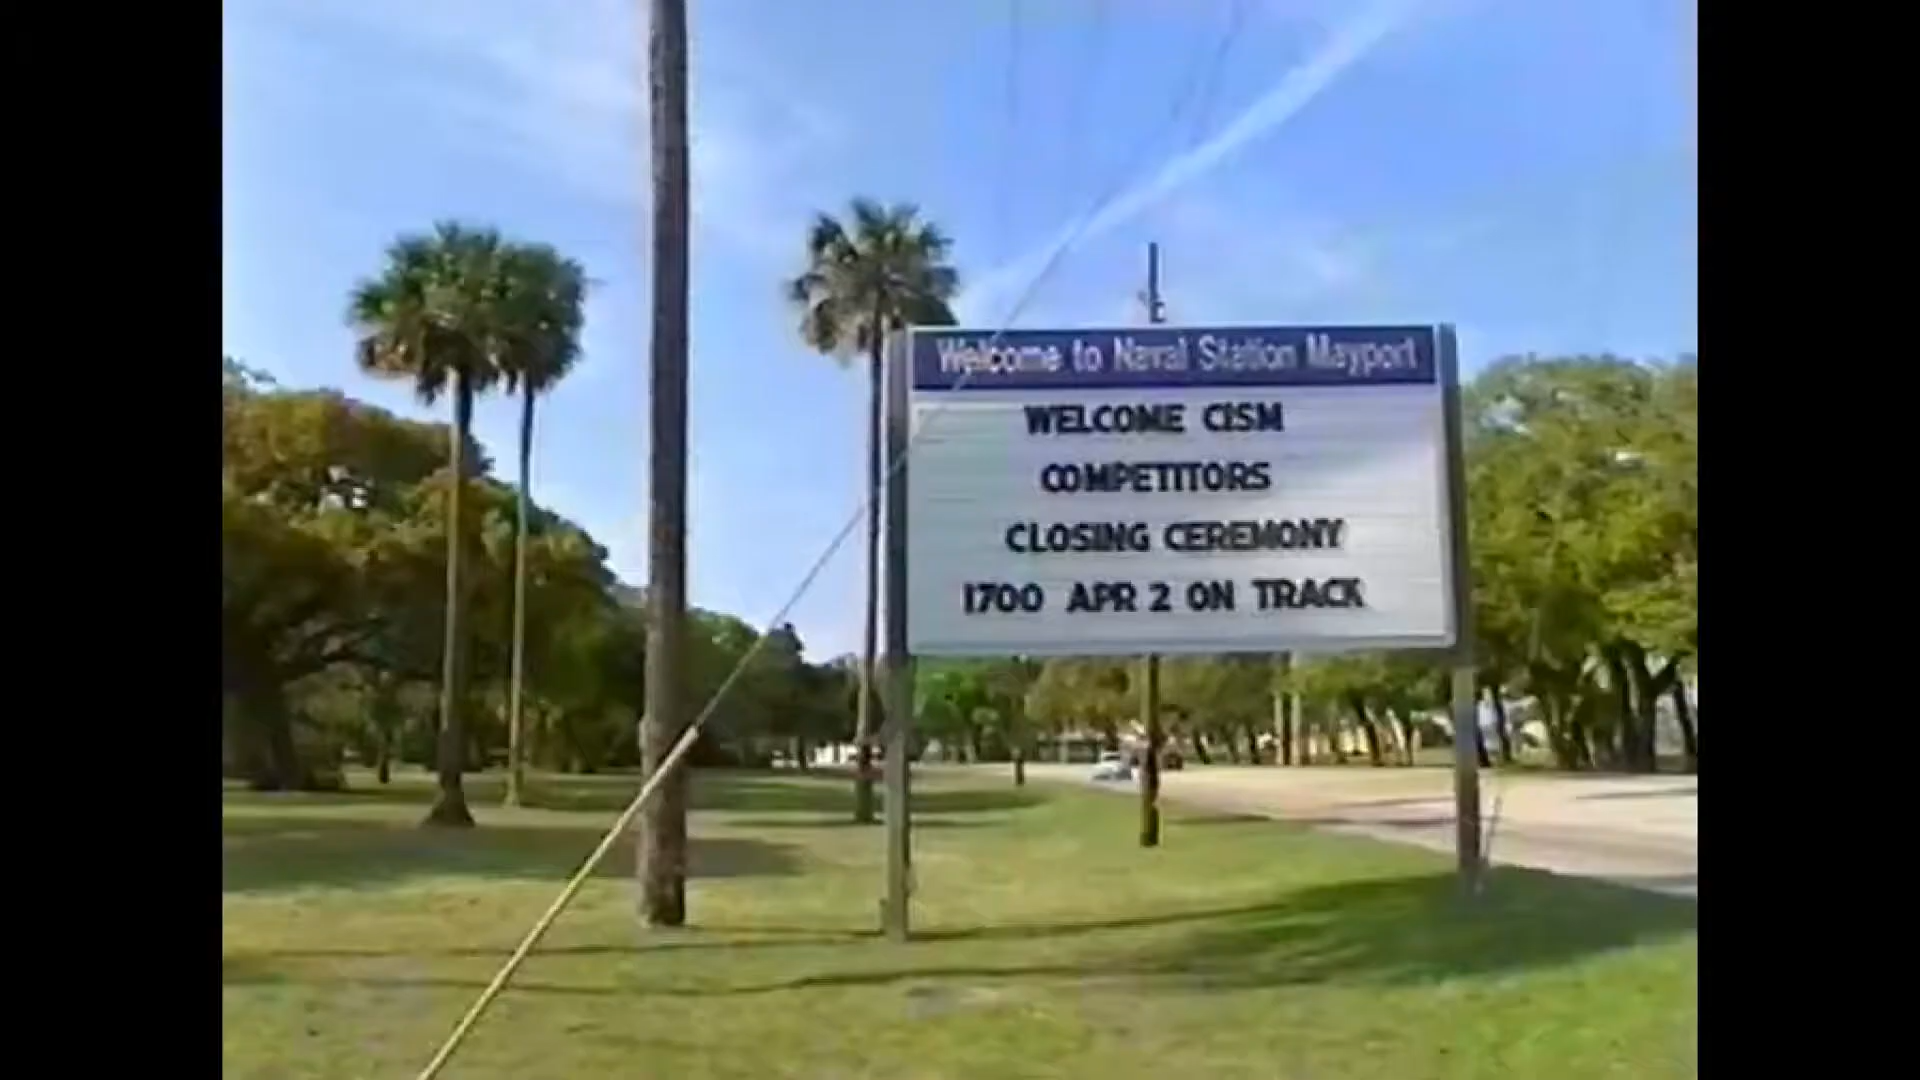 Welcome to Naval Station Mayport
WELCOME CISM
COMPETITORS
CLOSING CEREMONY
1700 APR 2 ON TRACK